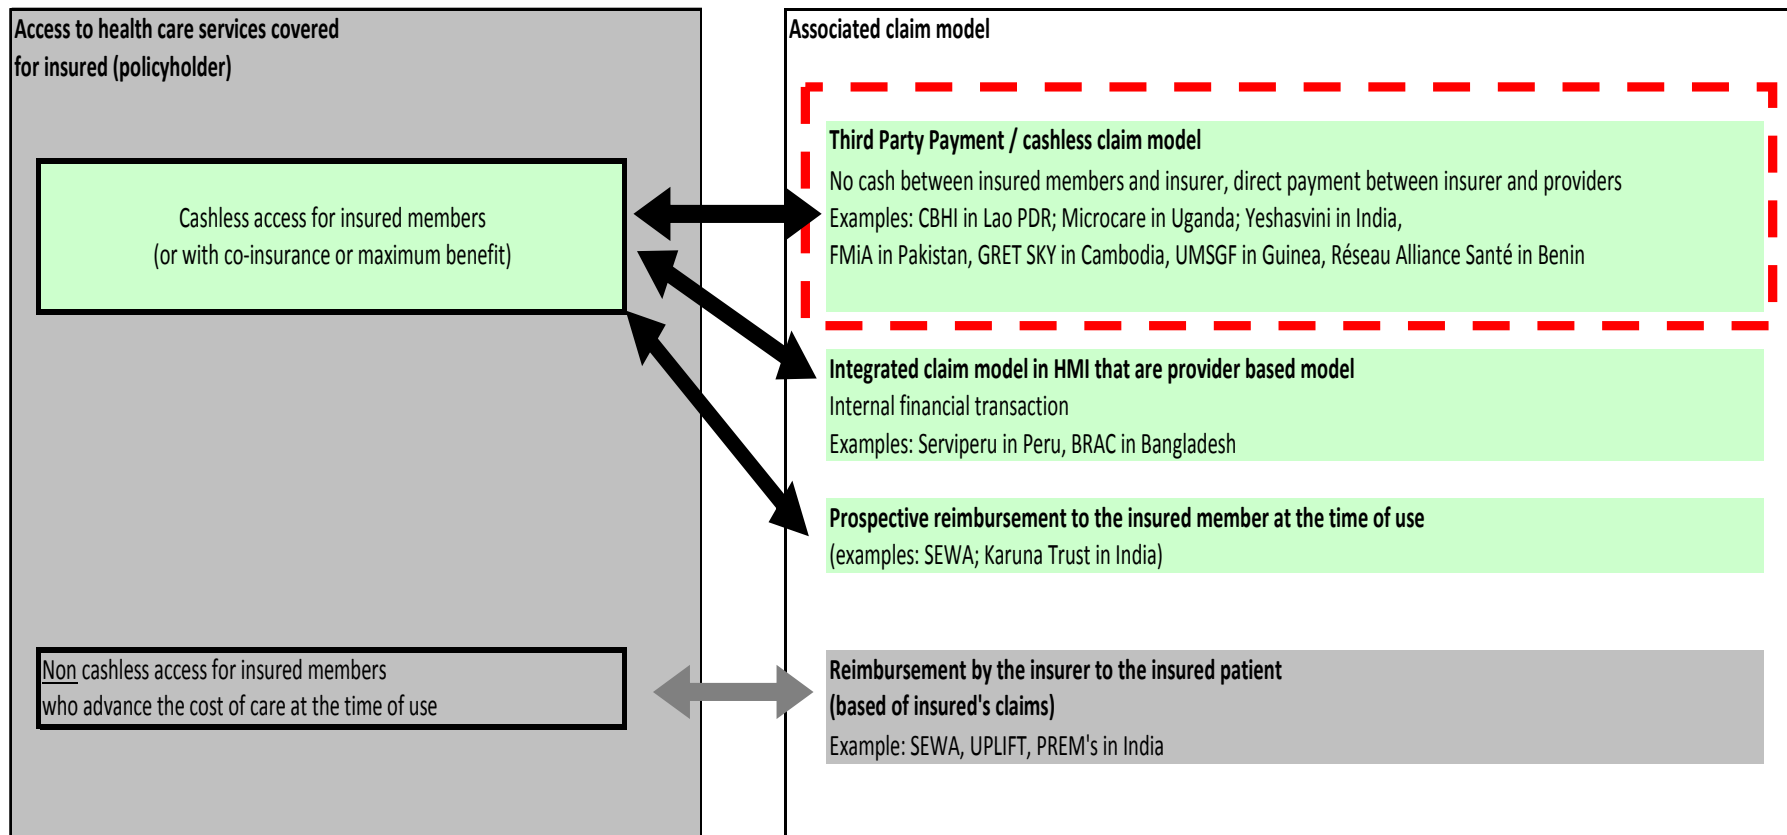 Access to health care services covered
for insured (policyholder)
Cashless access for insured members
(or with co-insurance or maximum benefit)
Non cashless access for insured members
who advance the cost of care at the time of use
Associated claim model
Third Party Payment / cashless claim model
No cash between insured members and insurer, direct payment between insurer and providers
Examples: CBHI in Lao PDR; Microcare in Uganda; Yeshasvini in India,
FMiA in Pakistan, GRET SKY in Cambodia, UMSGF in Guinea, Réseau Alliance Santé in Benin
Integrated claim model in HMI that are provider based model
Internal financial transaction
Examples: Serviperu in Peru, BRAC in Bangladesh
Prospective reimbursement to the insured member at the time of use
(examples: SEWA; Karuna Trust in India)
Reimbursement by the insurer to the insured patient
(based of insured's claims)
Example: SEWA, UPLIFT, PREM's in India